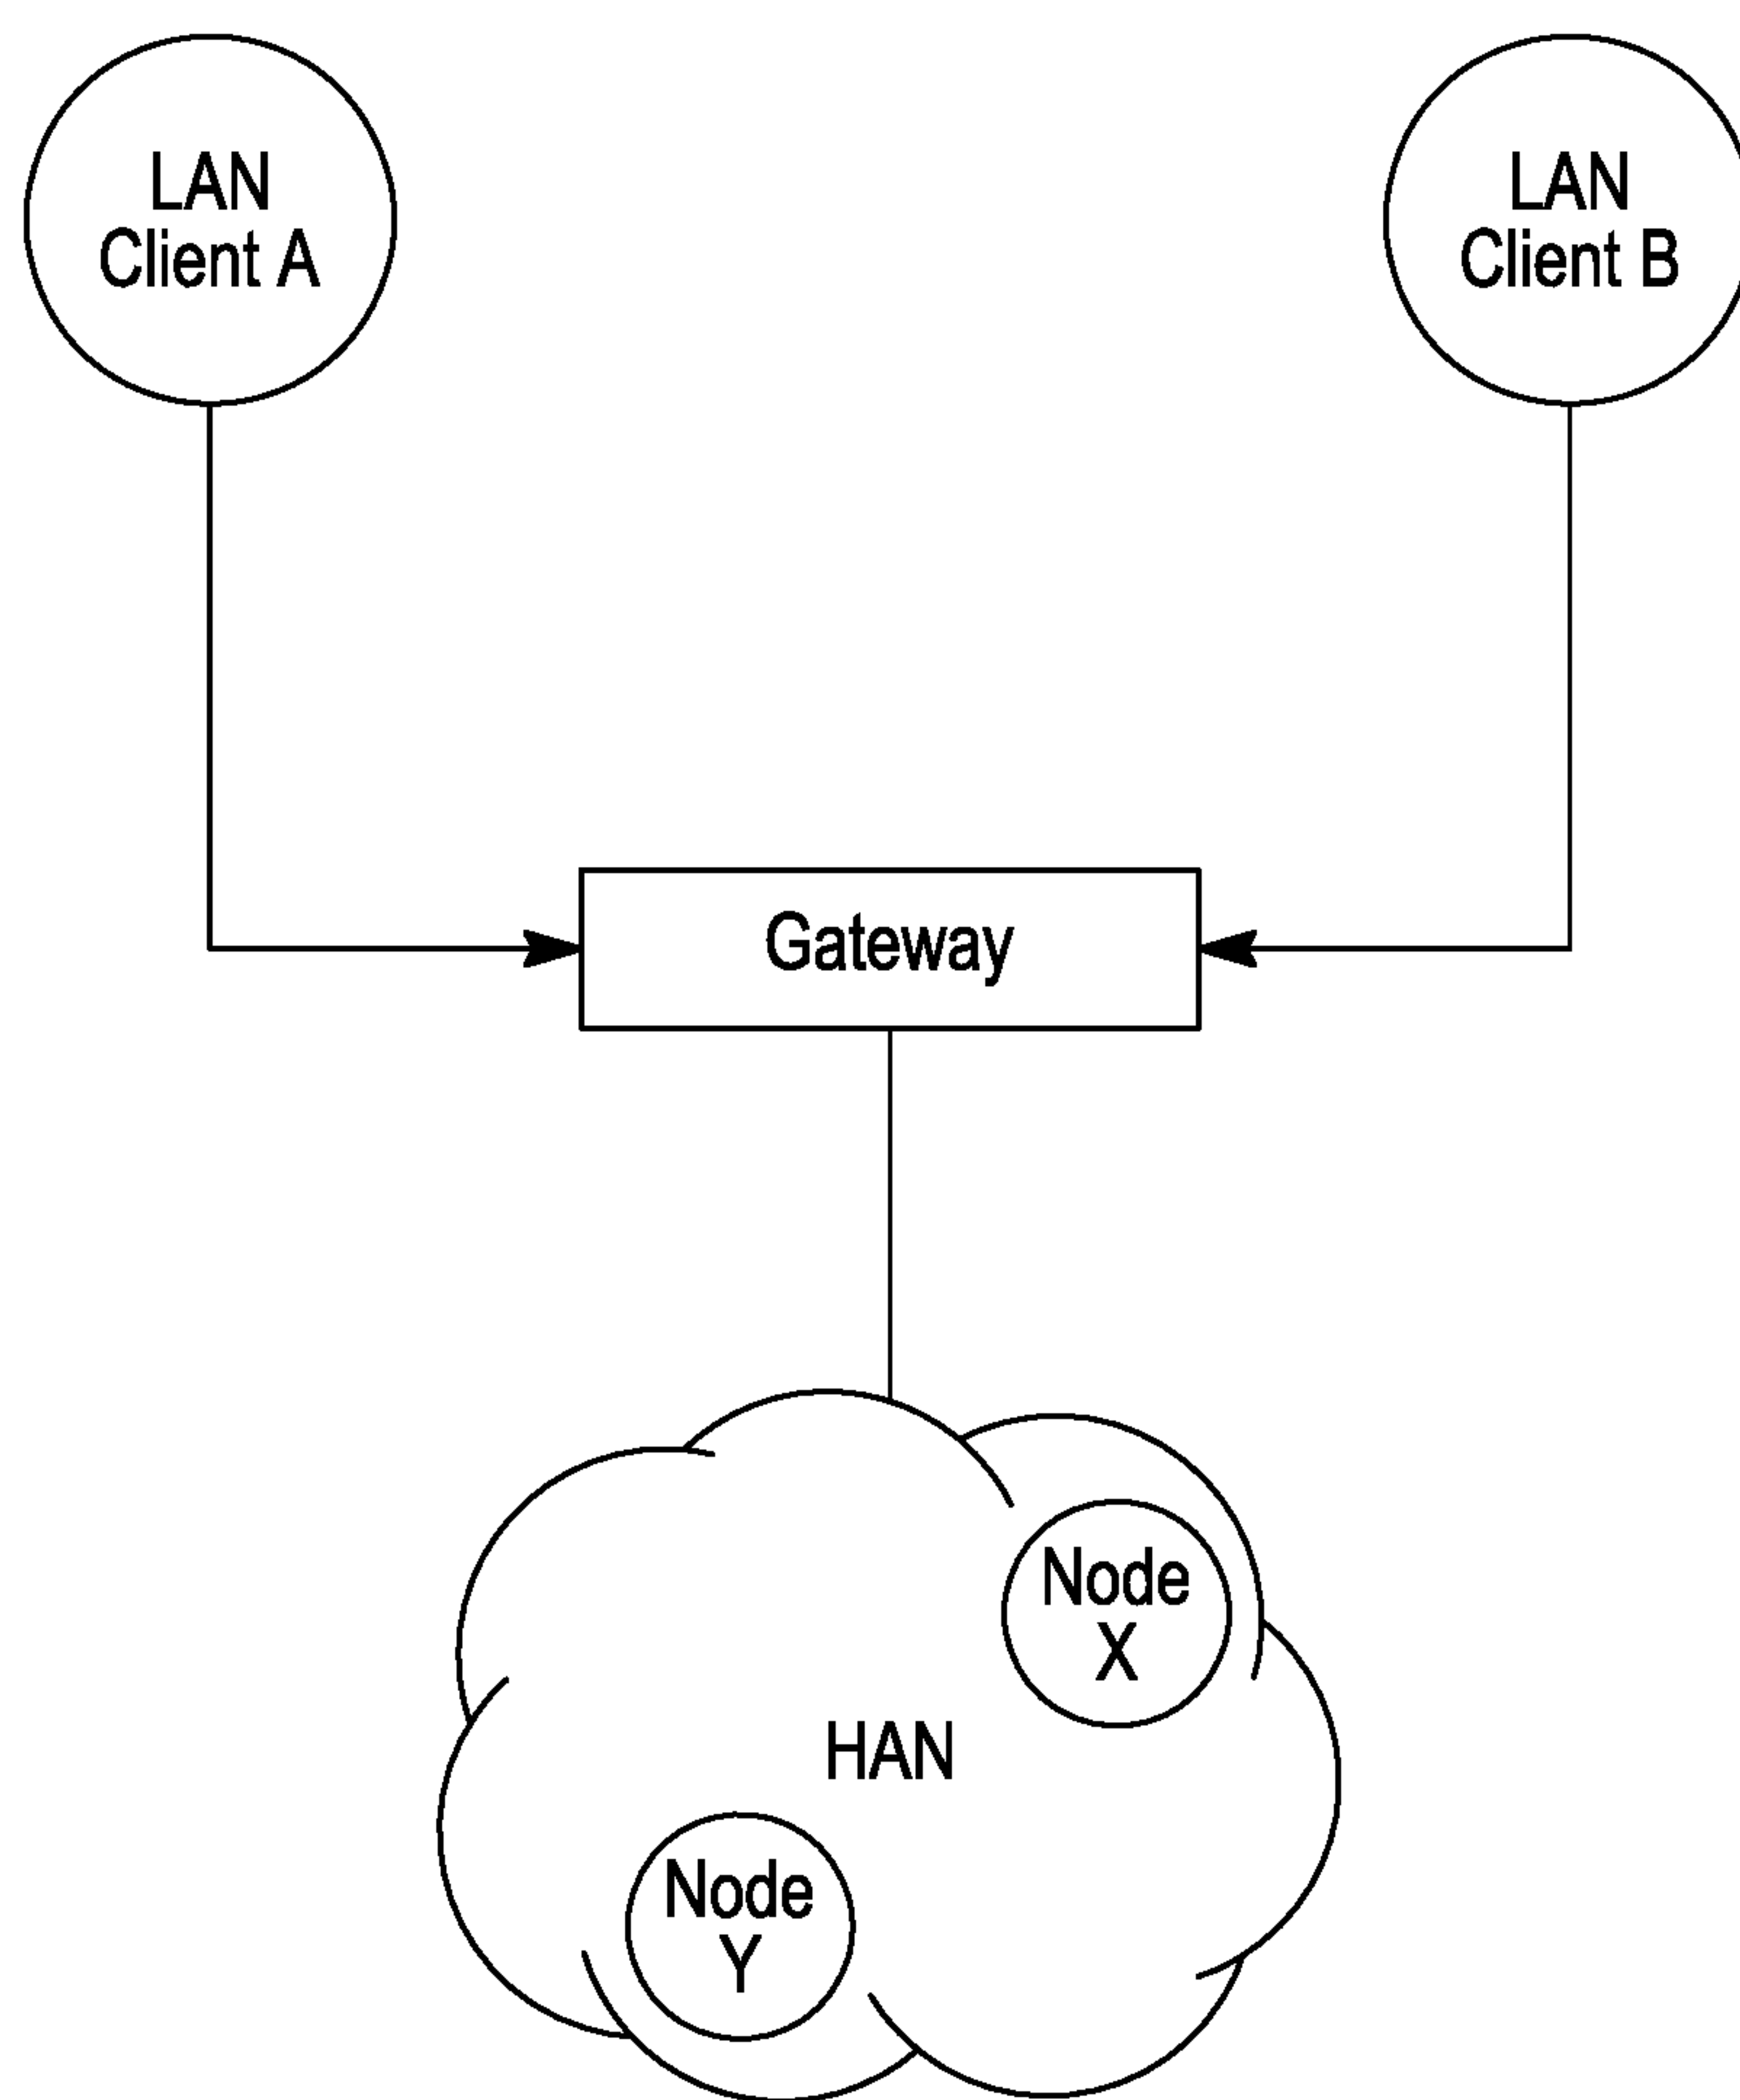 LAN
Client A
LAN
Client B
Gateway
Node
X
HAN
Node
Y